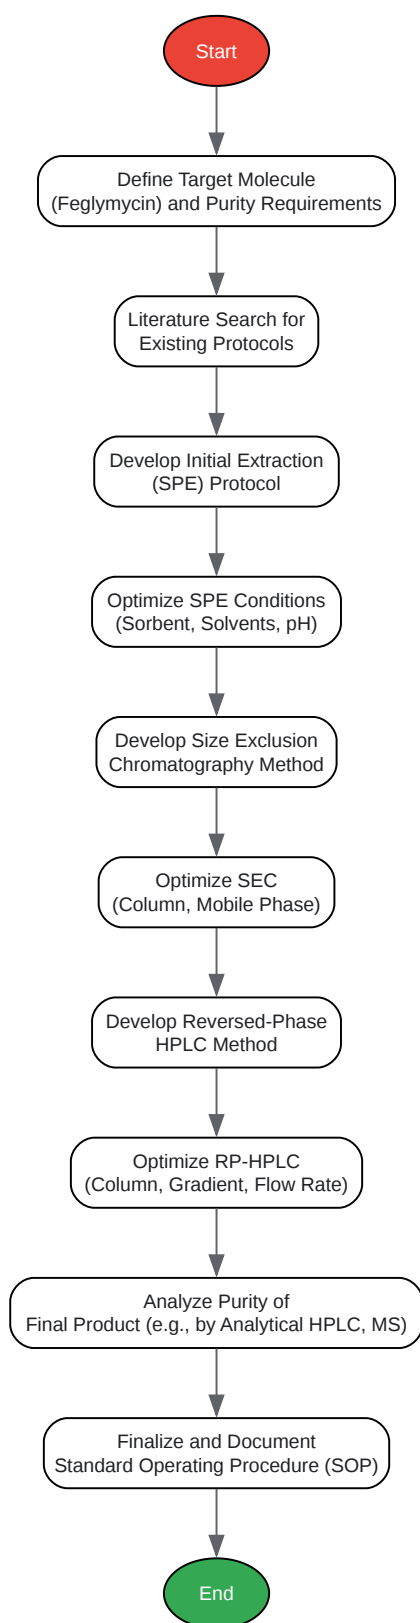 Start
Define Target Molecule
(Feglymycin) and Purity Requirements
Literature Search for
Existing Protocols
Develop Initial Extraction
(SPE) Protocol
Optimize SPE Conditions
(Sorbent, Solvents, pH)
Develop Size Exclusion
Chromatography Method
Optimize SEC
(Column, Mobile Phase)
Develop Reversed-Phase
HPLC Method
Optimize RP-HPLC
(Column, Gradient, Flow Rate)
Analyze Purity of
Final Product (e.g., by Analytical HPLC, MS)
Finalize and Document
Standard Operating Procedure (SOP)
End